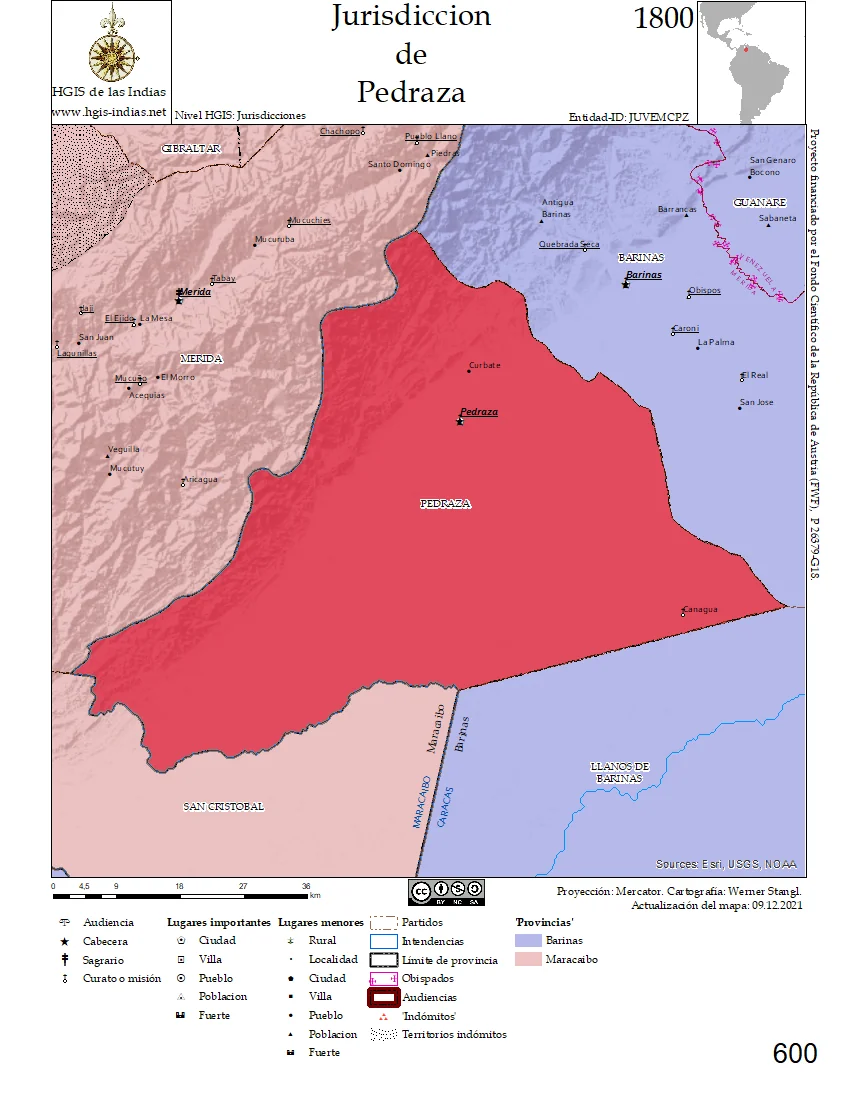 Jurisdiccion
de
Pedraza
1800
HGIS de las Indias
www.hgis-indias.net
Nivel HGIS: Jurisdicciones
Entidad-ID: JUVEMCPZ
Chachopo
Pueblo Llano
Piedras
Santo Domingo
GIBRALTAR
San Genaro
Bocono
GUANARE
Sabaneta
Antigua
Barinas
Barrancas
Mucuchies
Mucuruba
Quebrada Seca
BARINAS
Barinas
VENEZUELA
MERIDA
Tabay
Merida
Obispos
Jaji
El Ejido
La Mesa
San Juan
Lagunillas
MERIDA
Caroni
La Palma
Curbate
El Morro
Acequias
El Real
San Jose
Pedraza
Veguilla
Mucutuy
Aricagua
PEDRAZA
Canagua
Maracaibo
Barinas
MARACAIBO
CARACAS
LLANOS DE
BARINAS
SAN CRISTOBAL
Sources: Esri, USGS, NOAA
Proyecto financiado por el Fondo Científico de la República de Austria (FWF), P 26379-G18.
0 4,5 9 18 27 36
km
CC BY NC SA
Proyección: Mercator. Cartografía: Werner Stangl.
Actualización del mapa: 09.12.2021
Audiencia
Cabecera
Sagrario
Curato o misión
Lugares importantes
Ciudad
Villa
Pueblo
Poblacion
Fuerte
Lugares menores
Rural
Localidad
Ciudad
Villa
Pueblo
Poblacion
Fuerte
Partidos
Intendencias
Límite de provincia
Obispados
Audiencias
'Indómitos'
Territorios indómitos
'Provincias'
Barinas
Maracaibo
600